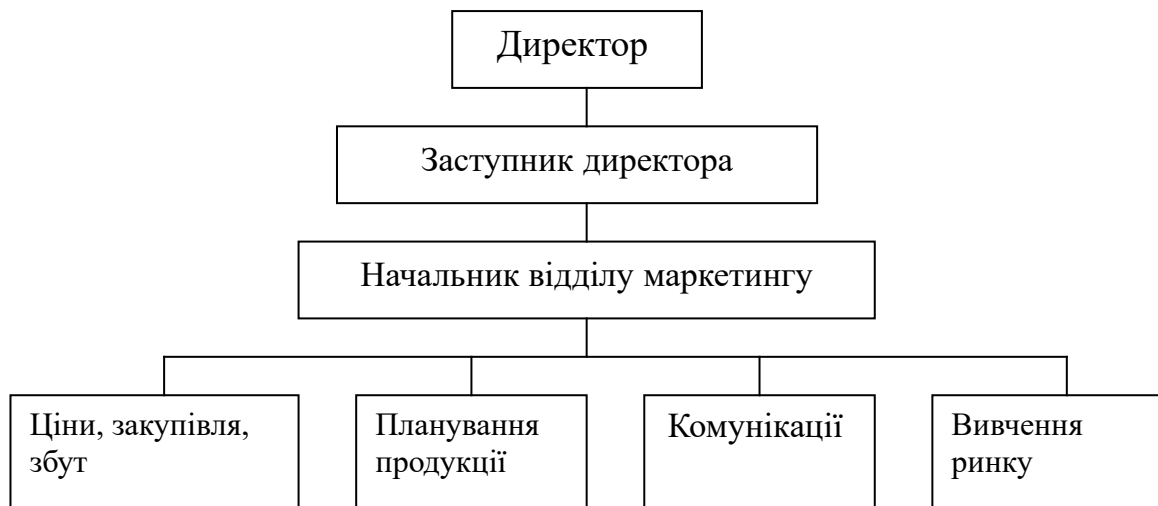 Директор
Заступник директора
Начальник відділу маркетингу
Ціни, закупівля,
збут
Планування
продукції
Комунікації
Вивчення
ринку